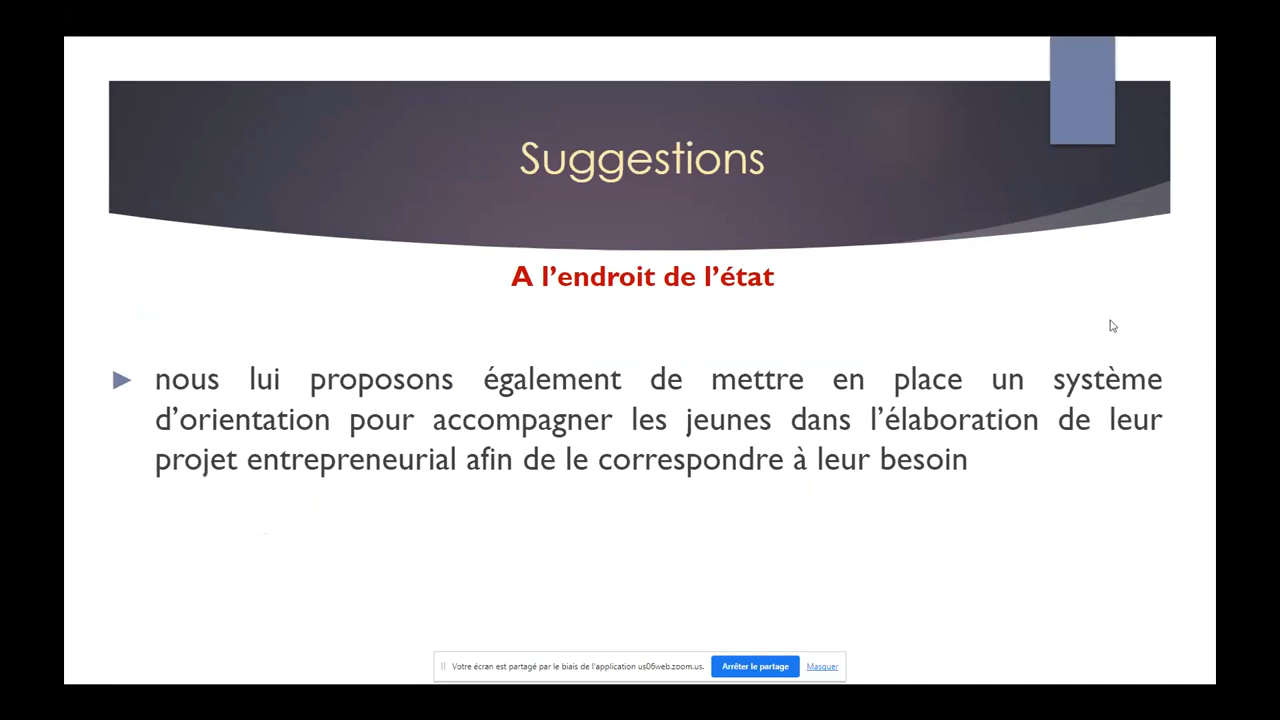 Suggestions
A l’endroit de l’état
nous lui proposons également de mettre en place un système
d’orientation pour accompagner les jeunes dans l’élaboration de leur
projet entrepreneurial afin de le correspondre à leur besoin
Votre écran est partagé par le biais de l'application us06web.zoom.us. Arrêter le partage Masquer